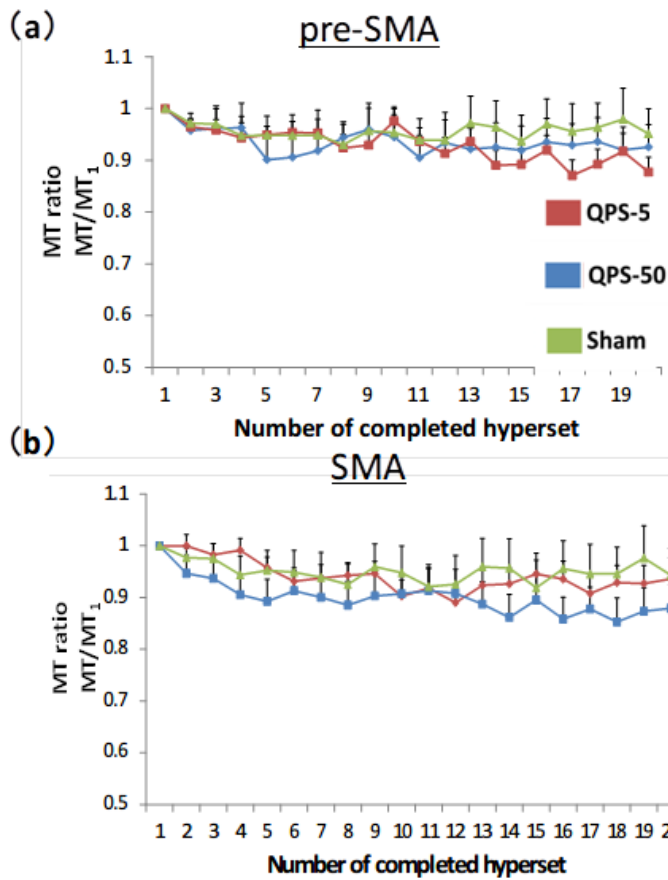 (a)
pre-SMA
1.1
1
0.9
0.8
0.7
0.6
0.5
MT ratio
MT/MT₁
QPS-5
QPS-50
Sham
1 3 5 7 9 11 13 15 17 19
Number of completed hyperset
(b)
SMA
1.1
1
0.9
0.8
0.7
0.6
0.5
MT ratio
MT/MT₁
1 2 3 4 5 6 7 8 9 10 11 12 13 14 15 16 17 18 19
Number of completed hyperset